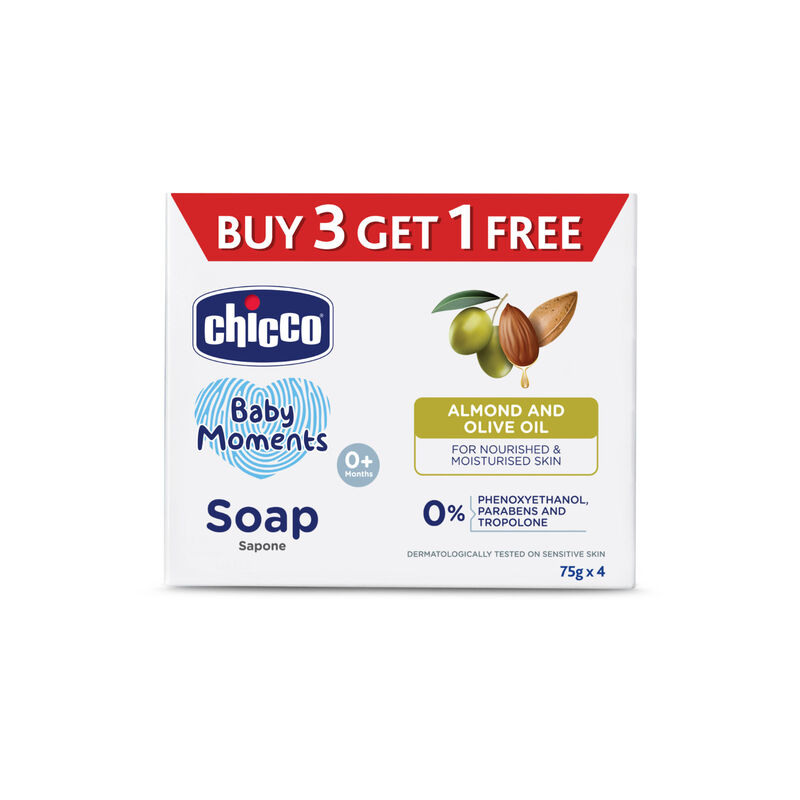 BUY 3 GET 1 FREE
chicco
Baby
Moments
0+
Months
Soap
Sapone
ALMOND AND
OLIVE OIL
FOR NOURISHED &
MOISTURISED SKIN
0%
PHENOXYETHANOL,
PARABENS AND
TROPOLONE
DERMATOLOGICALLY TESTED ON SENSITIVE SKIN
75g x 4